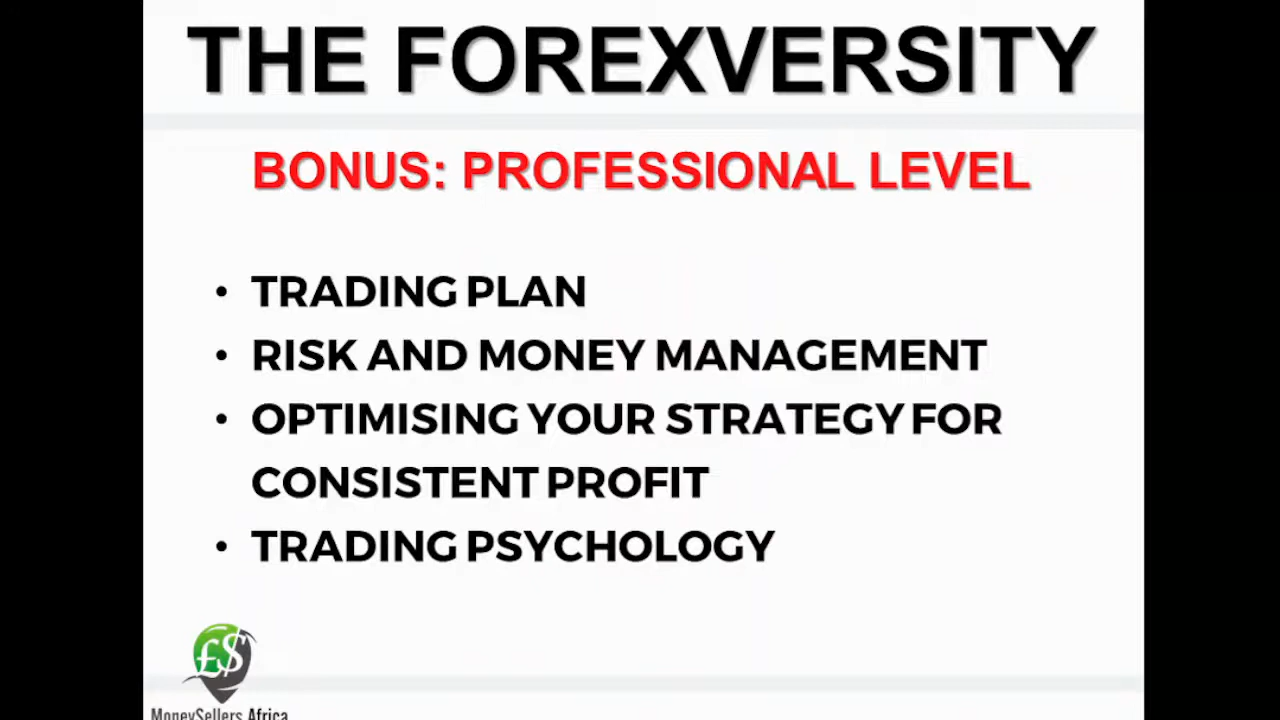 THE FOREXVERSITY
BONUS: PROFESSIONAL LEVEL
• TRADING PLAN
• RISK AND MONEY MANAGEMENT
• OPTIMISING YOUR STRATEGY FOR
CONSISTENT PROFIT
• TRADING PSYCHOLOGY
£$
MoneySellers Africa